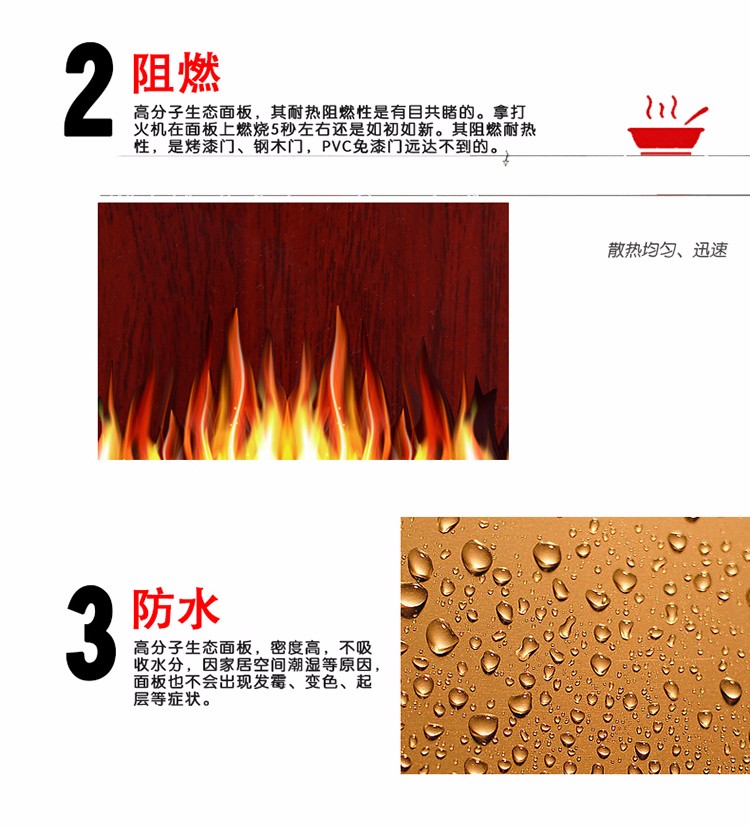 2
阻燃
高分子生态面板，其耐热阻燃性是有目共睹的。拿打
火机在面板上燃烧5秒左右还是如初如新。其阻燃耐热
性，是烤漆门、钢木门，PVC免漆门远达不到的。
散热均匀、迅速
3
防水
高分子生态面板，密度高，不吸
收水分，因家居空间潮湿等原因，
面板也不会出现发霉、变色、起
层等症状。